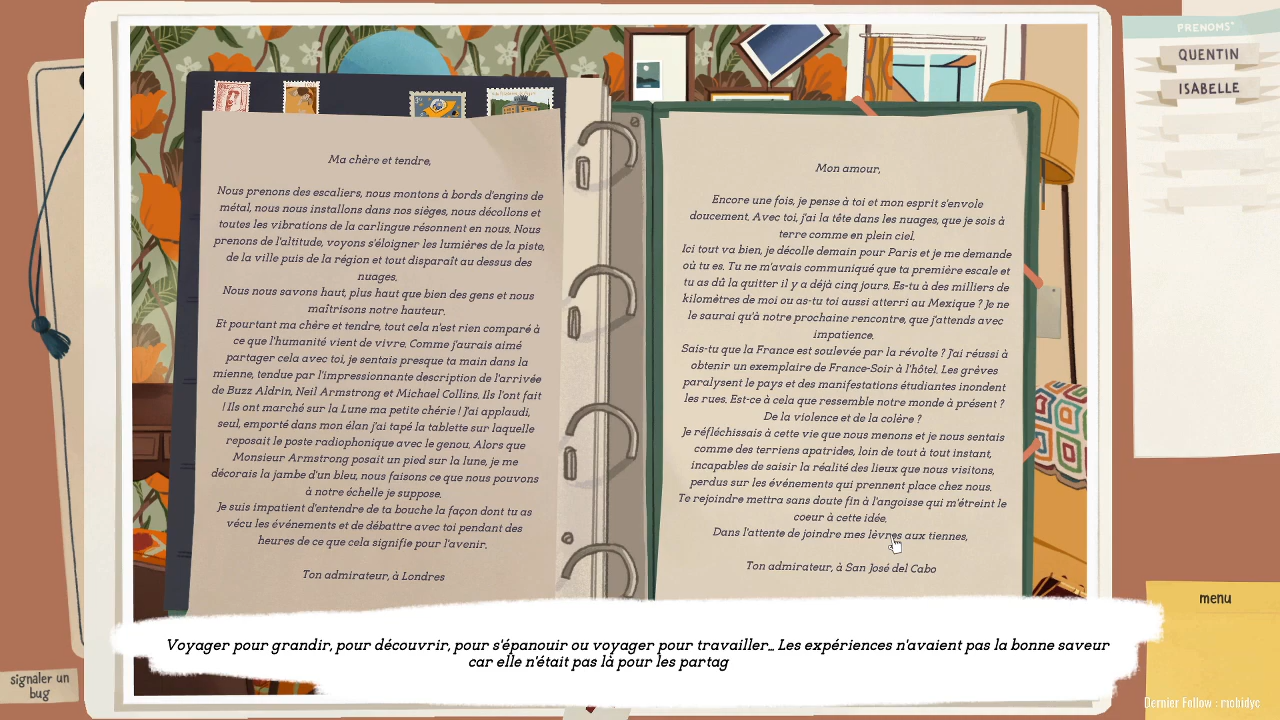 PRENOMS*
QUENTIN
ISABELLE
Ma chère et tendre,
Nous prenons des escaliers, nous montons à bords d'engins de
métal, nous nous installons dans nos sièges, nous décollons et
toutes les vibrations de la carlingue résonnent en nous. Nous
prenons de l'altitude, voyons s'éloigner les lumières de la piste,
de la ville puis de la région et tout disparaît au dessus des
nuages.
Nous nous savons haut, plus haut que bien des gens et nous
maîtrisons notre hauteur.
Et pourtant ma chère et tendre, tout cela n'est rien comparé à
ce que l'humanité vient de vivre. Comme j'aurais aimé
partager cela avec toi, je sentais presque ta main dans la
mienne, tendue par l'impressionnante description de l'arrivée
de Buzz Aldrin, Neil Armstrong et Michael Collins. Ils l'ont fait
! Ils ont marché sur la Lune ma petite chérie ! J'ai applaudi,
seul, emporté dans mon élan j'ai tapé la tablette sur laquelle
reposait le poste radiophonique avec le genou. Alors que
Monsieur Armstrong posait un pied sur la lune, je me
décorais la jambe d'un bleu, nous faisons ce que nous pouvons
à notre échelle je suppose.
Je suis impatient d'entendre de ta bouche la façon dont tu as
vécu les événements et de débattre avec toi pendant des
heures de ce que cela signifie pour l'avenir.
Ton admirateur, à Londres
Mon amour,
Encore une fois, je pense à toi et mon esprit s'envole
doucement. Avec toi, j'ai la tête dans les nuages, que je sois à
terre comme en plein ciel.
Ici tout va bien, je décolle demain pour Paris et je me demande
où tu es. Tu ne m'avais communiqué que ta première escale et
tu as dû la quitter il y a déjà cinq jours. Es-tu à des milliers de
kilomètres de moi ou as-tu toi aussi atterri au Mexique ? Je ne
le saurai qu'à notre prochaine rencontre, que j'attends avec
impatience.
Sais-tu que la France est soulevée par la révolte ? J'ai réussi à
obtenir un exemplaire de France-Soir à l'hôtel. Les grèves
paralysent le pays et des manifestations étudiantes inondent
les rues. Est-ce à cela que ressemble notre monde à présent ?
De la violence et de la colère ?
Je réfléchissais à cette vie que nous menons et je nous sentais
comme des terriens apatrides, loin de tout à tout instant,
incapables de saisir la réalité des lieux que nous visitons,
perdus sur les événements qui prennent place chez nous.
Te rejoindre mettra sans doute fin à l'angoisse qui m'étreint le
coeur à cette idée.
Dans l'attente de joindre mes lèvres aux tiennes,
Ton admirateur, à San José del Cabo
Voyager pour grandir, pour découvrir, pour s'épanouir ou voyager pour travailler... Les expériences n'avaient pas la bonne saveur
car elle n'était pas là pour les partag
menu
signaler un
bug
Dernier Follow : mobidyc